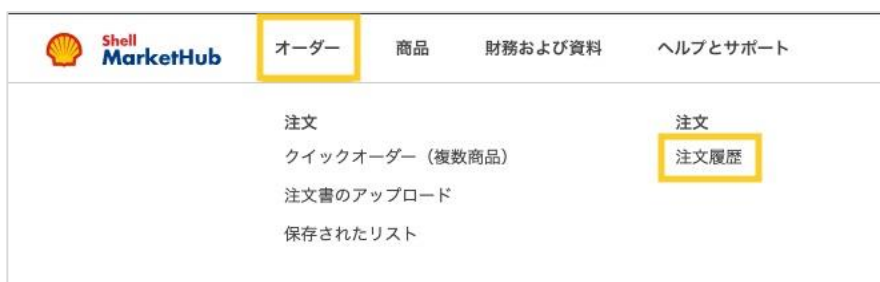 Shell
MarketHub
オーダー 商品 財務および資料 ヘルプとサポート
注文
クイックオーダー（複数商品）
注文書のアップロード
保存されたリスト
注文
注文履歴